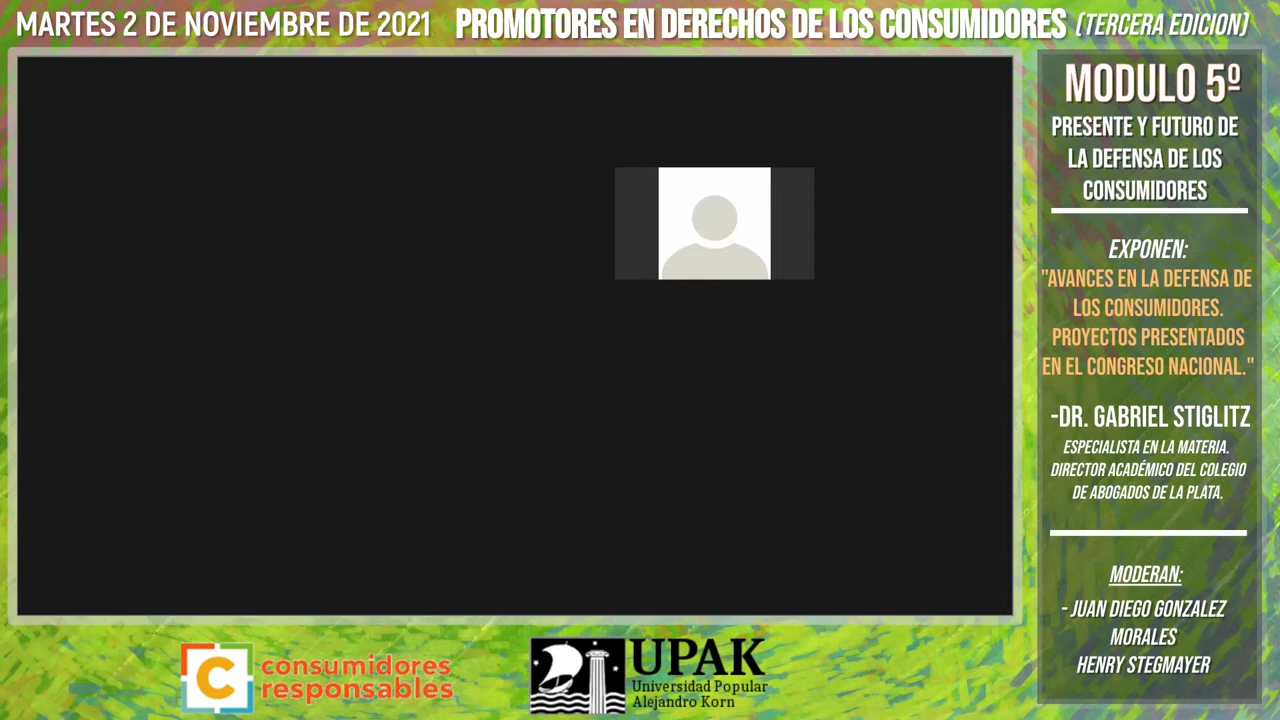 MARTES 2 DE NOVIEMBRE DE 2021 PROMOTORES EN DERECHOS DE LOS CONSUMIDORES (TERCERA EDICION)
MODULO 5º
PRESENTE Y FUTURO DE
LA DEFENSA DE LOS
CONSUMIDORES
EXPONEN:
"AVANCES EN LA DEFENSA DE
LOS CONSUMIDORES.
PROYECTOS PRESENTADOS
EN EL CONGRESO NACIONAL."
-DR. GABRIEL STIGLITZ
ESPECIALISTA EN LA MATERIA.
DIRECTOR ACADÉMICO DEL COLEGIO
DE ABOGADOS DE LA PLATA.
MODERAN:
- JUAN DIEGO GONZALEZ
MORALES
HENRY STEGMAYER
C consumidores
responsables
UPAK
Universidad Popular
Alejandro Korn